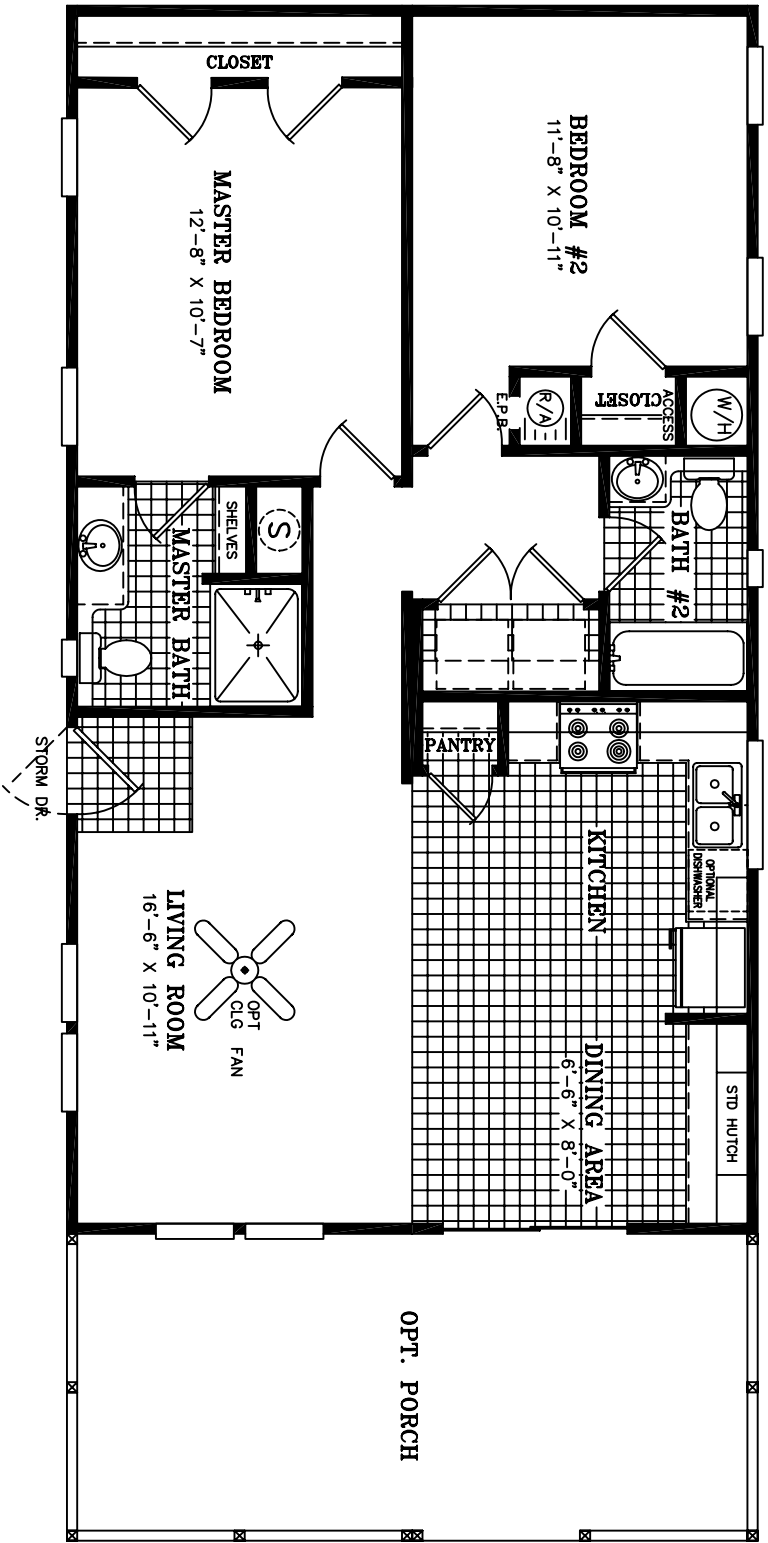 CLOSET
MASTER BEDROOM
12'-8" X 10'-7"
BEDROOM #2
11'-8" X 10'-11"
W/H
ACCESS
CLOSET
R/A
E.P.B.
BATH #2
S
SHELVES
MASTER BATH
STORM DR.
PANTRY
KITCHEN
OPTIONAL
DISHWASHER
LIVING ROOM
16'-6" X 10'-11"
OPT
CLG FAN
DINING AREA
6'-6" X 8'-0"
STD HUTCH
OPT. PORCH